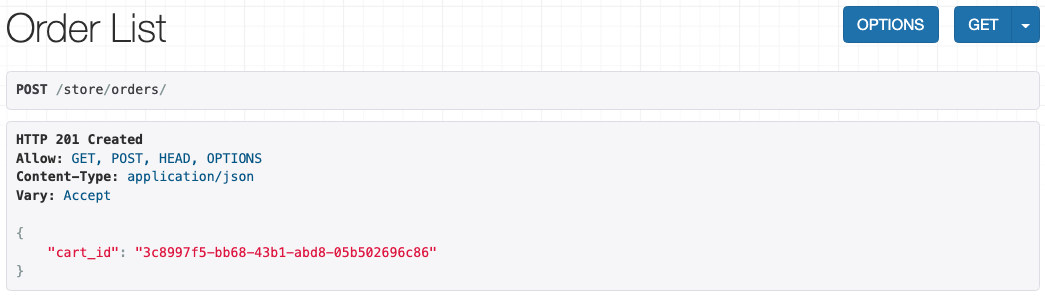 Order List
OPTIONS
GET
POST /store/orders/
HTTP 201 Created
Allow: GET, POST, HEAD, OPTIONS
Content-Type: application/json
Vary: Accept
{
    "cart_id": "3c8997f5-bb68-43b1-abd8-05b502696c86"
}